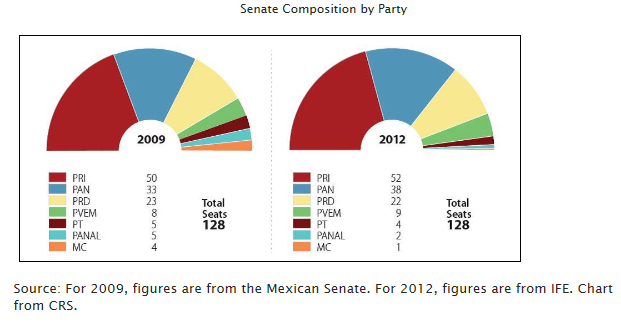 Senate Composition by Party
2009
PRI 50
PAN 33
PRD 23
PVEM 8
PT 5
PANAL 5
MC 4
Total
Seats
128
2012
PRI 52
PAN 38
PRD 22
PVEM 9
PT 4
PANAL 2
MC 1
Total
Seats
128
Source: For 2009, figures are from the Mexican Senate. For 2012, figures are from IFE. Chart
from CRS.